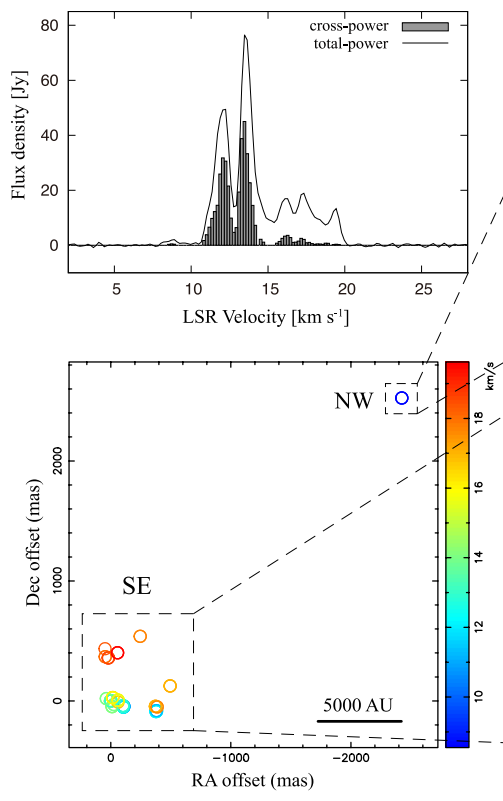 cross-power
total-power
80
60
40
20
0
Flux density [Jy]
5 10 15 20 25
LSR Velocity [km s⁻¹]
NW
SE
5000 AU
2000
1000
0
Dec offset (mas)
0 -1000 -2000
RA offset (mas)
km/s
18
16
14
12
10